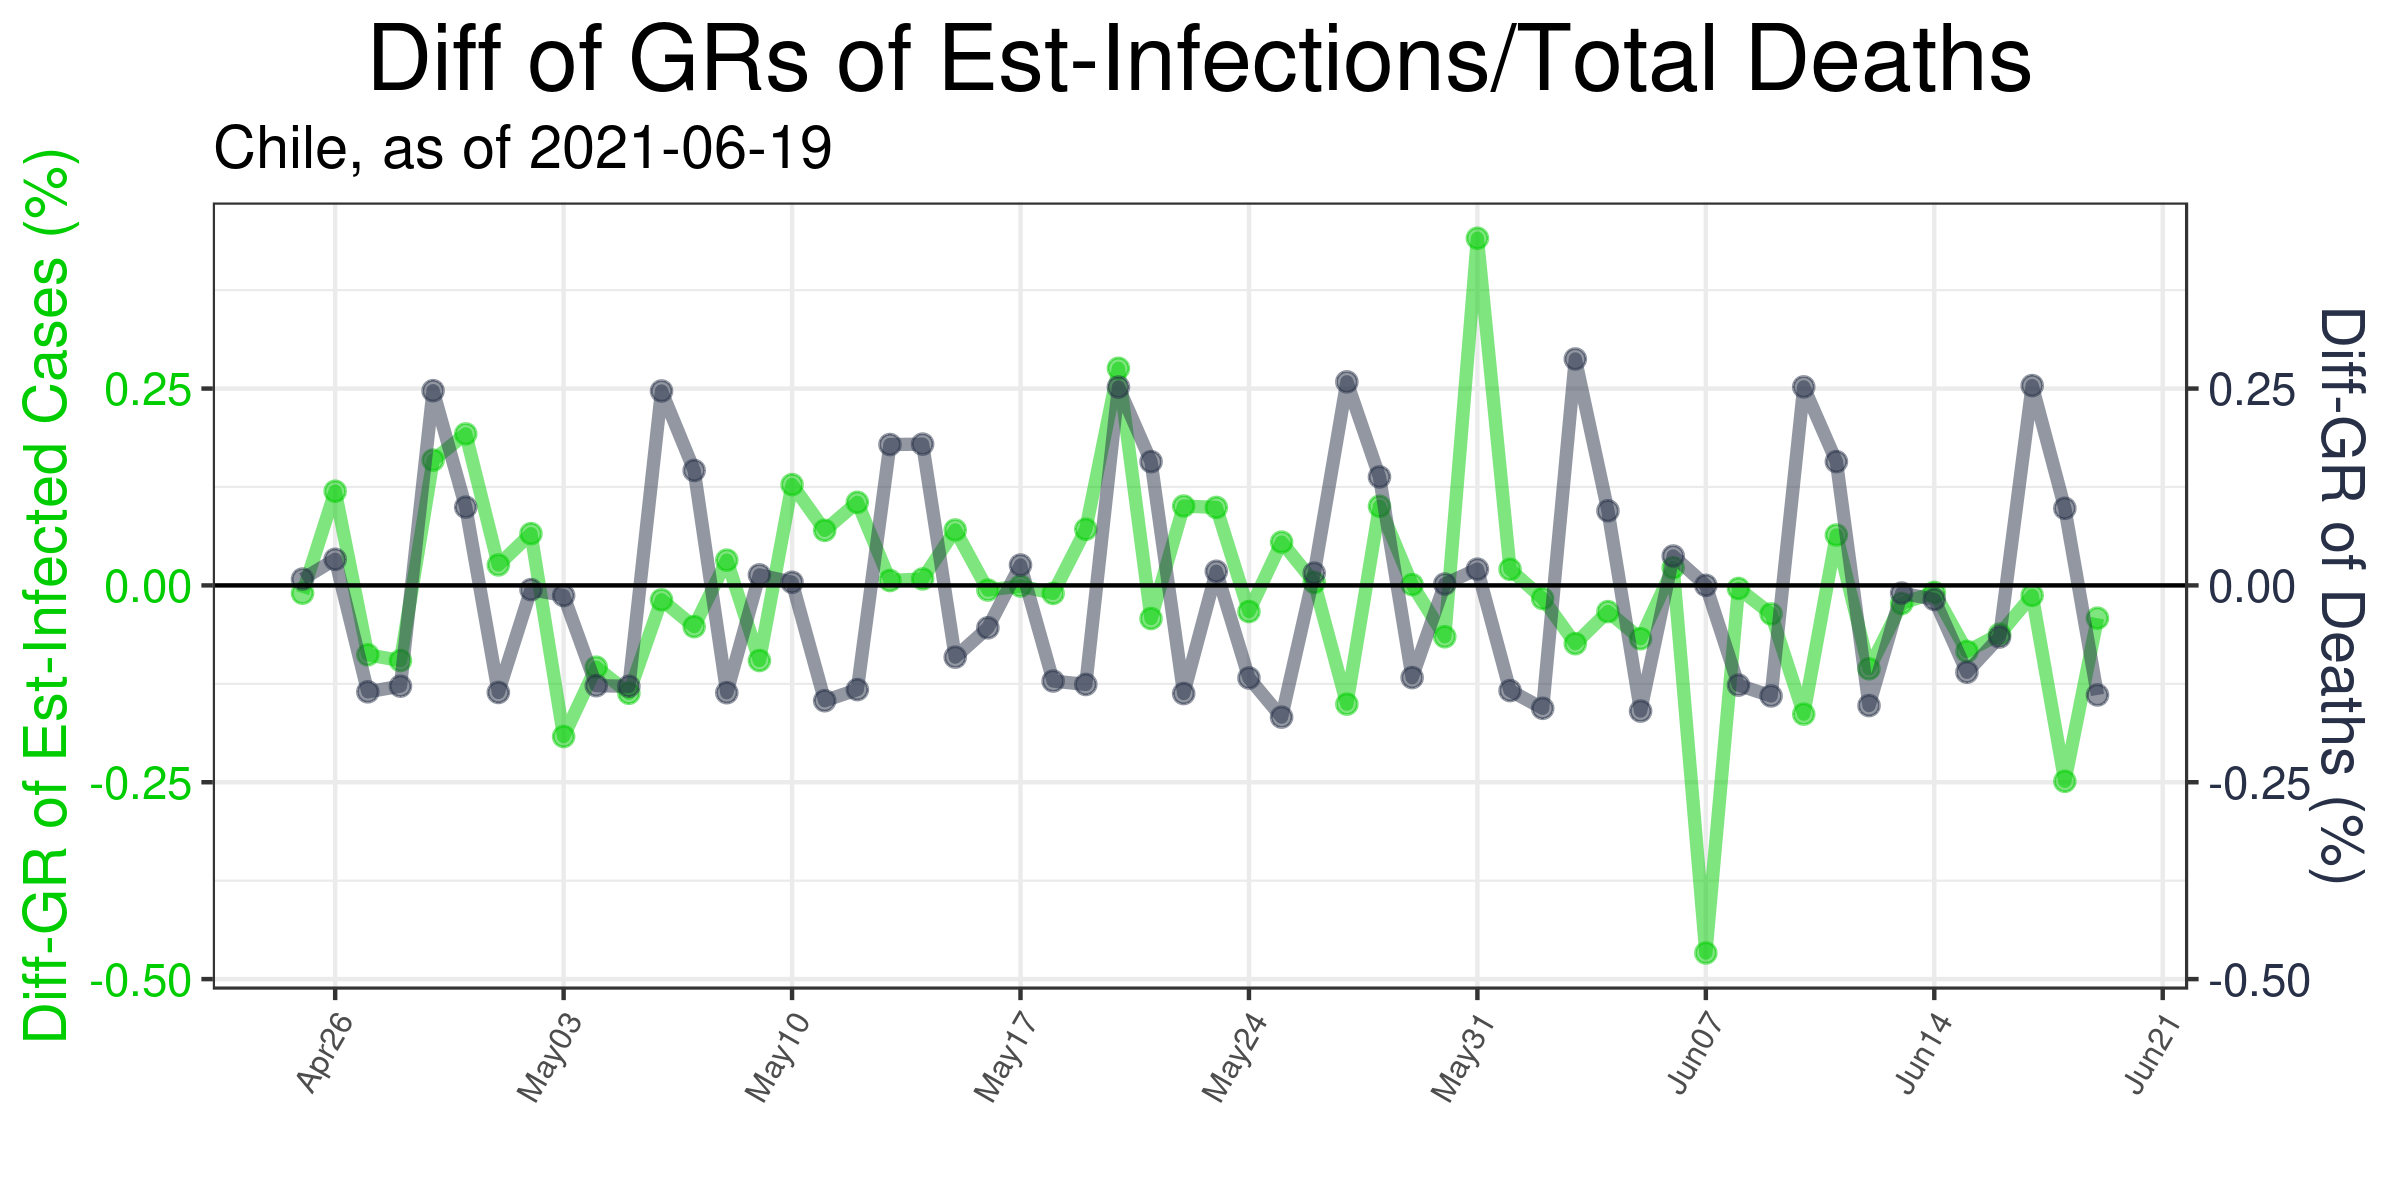 Diff of GRs of Est-Infections/Total Deaths
Chile, as of 2021-06-19
Diff-GR of Est-Infected Cases (%)
0.25
0.00
-0.25
-0.50
0.25
0.00
-0.25
-0.50
Diff-GR of Deaths (%)
Apr26
May03
May10
May17
May24
May31
Jun07
Jun14
Jun21